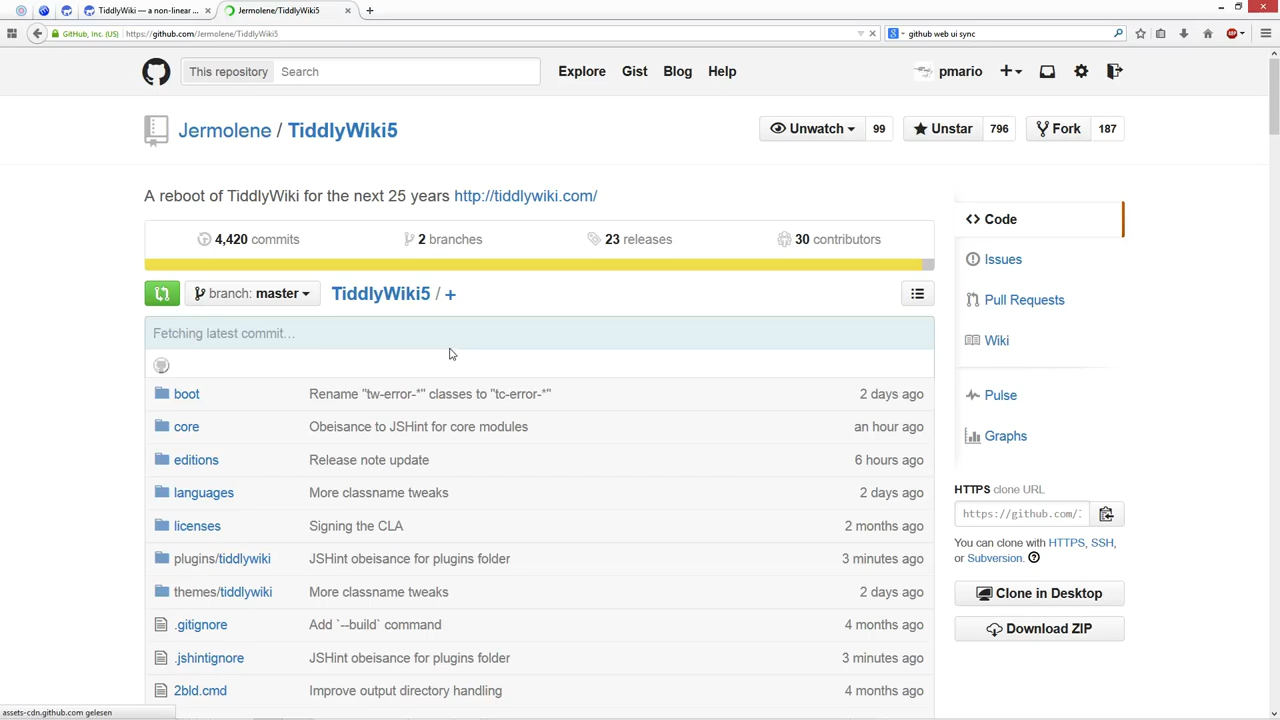 TiddlyWiki — a non-linear ...
Jermolene/TiddlyWiki5
GitHub, Inc. (US)
https://github.com/Jermolene/TiddlyWiki5
github web ui sync
This repository
Search
Explore
Gist
Blog
Help
pmario
Jermolene / TiddlyWiki5
Unwatch 99
Unstar 796
Fork 187
A reboot of TiddlyWiki for the next 25 years http://tiddlywiki.com/
4,420 commits
2 branches
23 releases
30 contributors
branch: master
TiddlyWiki5 / +
Fetching latest commit…
boot Rename "tw-error-*" classes to "tc-error-*" 2 days ago
core Obeisance to JSHint for core modules an hour ago
editions Release note update 6 hours ago
languages More classname tweaks 2 days ago
licenses Signing the CLA 2 months ago
plugins/tiddlywiki JSHint obeisance for plugins folder 3 minutes ago
themes/tiddlywiki More classname tweaks 2 days ago
.gitignore Add `--build` command 4 months ago
.jshintignore JSHint obeisance for plugins folder 3 minutes ago
2bld.cmd Improve output directory handling 4 months ago
Code
Issues
Pull Requests
Wiki
Pulse
Graphs
HTTPS clone URL
https://github.com/
You can clone with HTTPS, SSH,
or Subversion.
Clone in Desktop
Download ZIP
assets-cdn.github.com gelesen